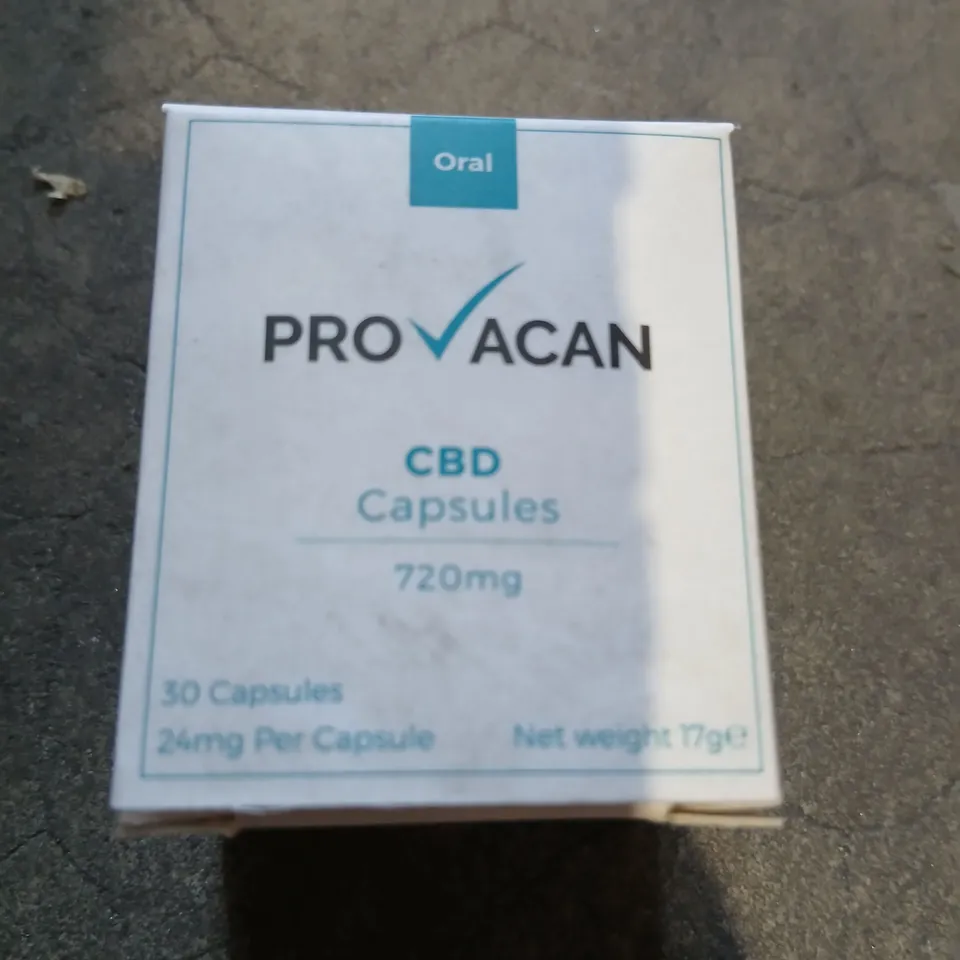 Oral
PROVACAN
CBD
Capsules
720mg
30 Capsules
24mg Per Capsule
Net weight 17g℮